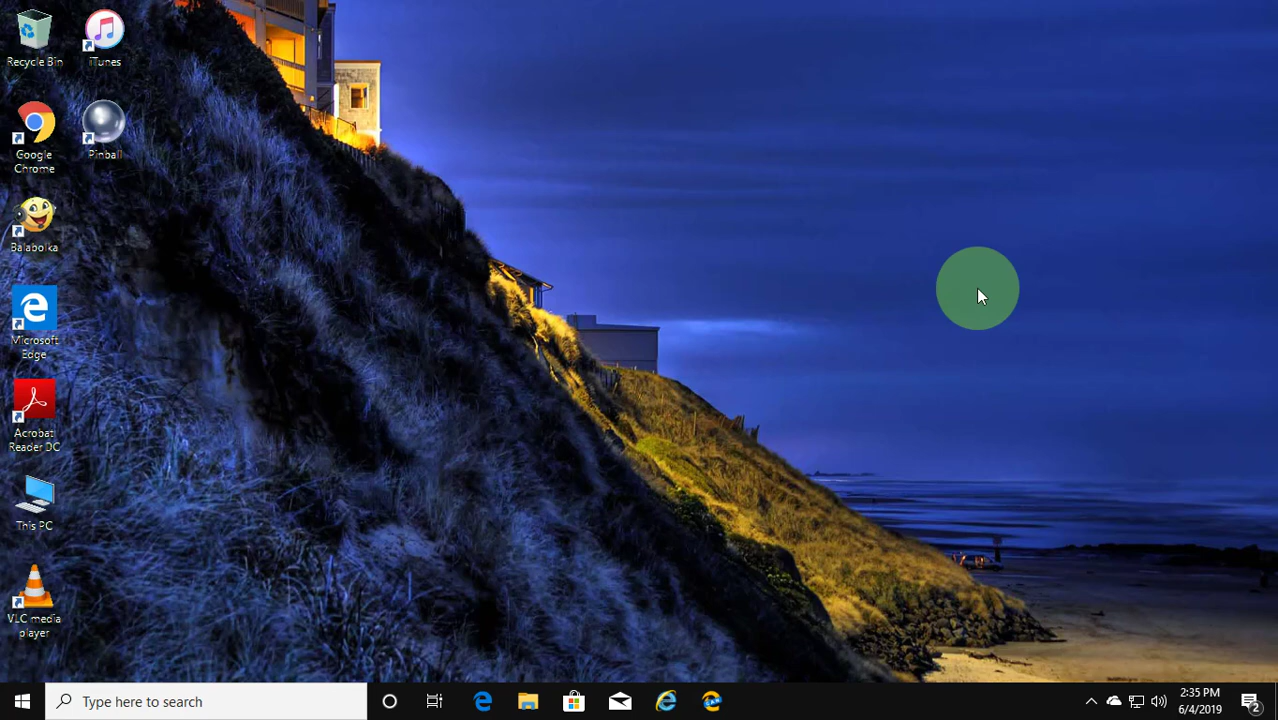 Recycle Bin
iTunes
Google
Chrome
Pinball
Balabolka
Microsoft
Edge
Acrobat
Reader DC
This PC
VLC media
player
Type here to search
2:35 PM
6/4/2019
2